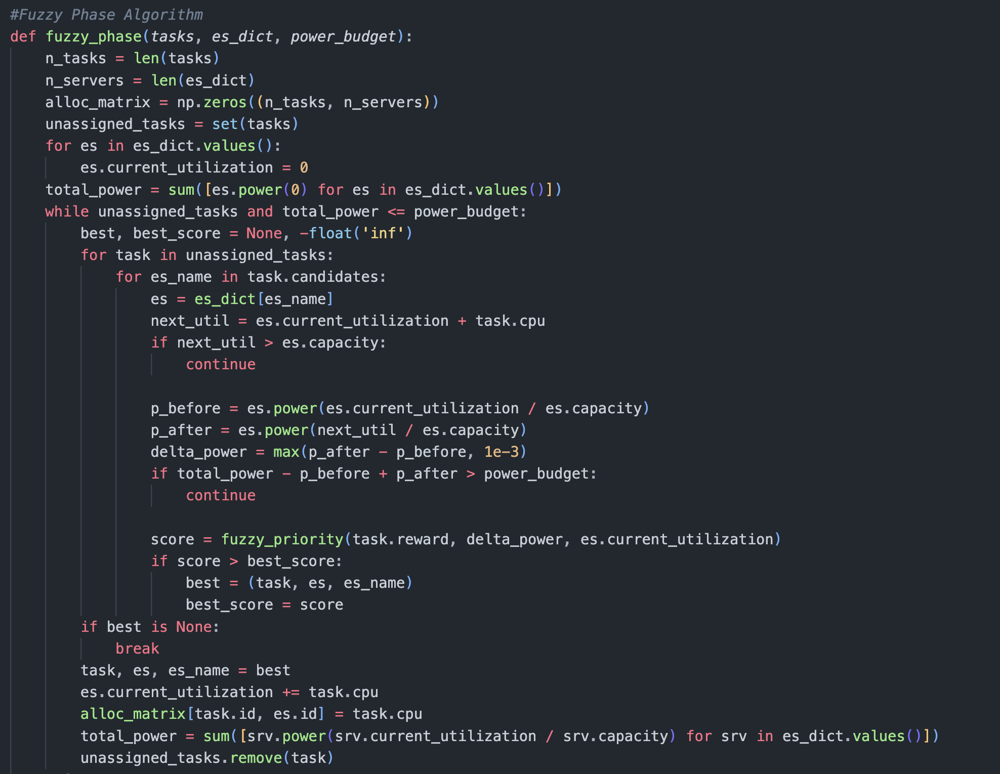 #Fuzzy Phase Algorithm
def fuzzy_phase(tasks, es_dict, power_budget):
    n_tasks = len(tasks)
    n_servers = len(es_dict)
    alloc_matrix = np.zeros((n_tasks, n_servers))
    unassigned_tasks = set(tasks)
    for es in es_dict.values():
        es.current_utilization = 0
    total_power = sum([es.power(0) for es in es_dict.values()])
    while unassigned_tasks and total_power <= power_budget:
        best, best_score = None, -float('inf')
        for task in unassigned_tasks:
            for es_name in task.candidates:
                es = es_dict[es_name]
                next_util = es.current_utilization + task.cpu
                if next_util > es.capacity:
                    continue

                p_before = es.power(es.current_utilization / es.capacity)
                p_after = es.power(next_util / es.capacity)
                delta_power = max(p_after - p_before, 1e-3)
                if total_power - p_before + p_after > power_budget:
                    continue

                score = fuzzy_priority(task.reward, delta_power, es.current_utilization)
                if score > best_score:
                    best = (task, es, es_name)
                    best_score = score
        if best is None:
            break
        task, es, es_name = best
        es.current_utilization += task.cpu
        alloc_matrix[task.id, es.id] = task.cpu
        total_power = sum([srv.power(srv.current_utilization / srv.capacity) for srv in es_dict.values()])
        unassigned_tasks.remove(task)